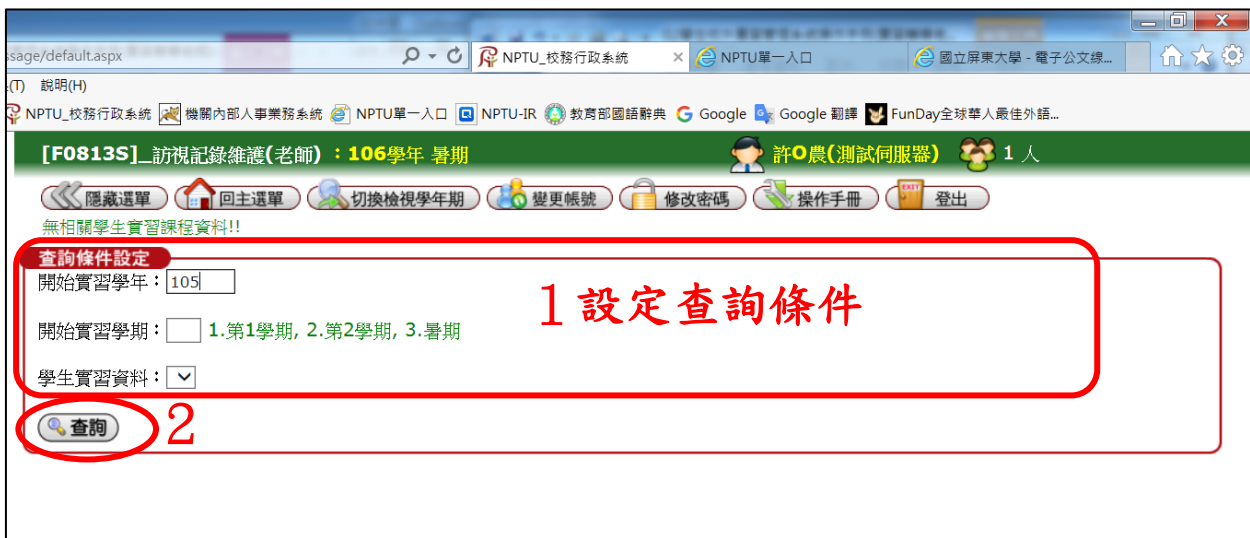 ssage/default.aspx
NPTU_校務行政系統
NPTU單一入口
國立屏東大學 - 電子公文線...
(T) 說明(H)
NPTU_校務行政系統 機關內部人事業務系統 NPTU單一入口 NPTU-IR 教育部國語辭典 Google Google 翻譯 FunDay全球華人最佳外語...
[F0813S]_訪視記錄維護(老師)：106學年 暑期 許O農(測試伺服器) 1 人
隱藏選單 回主選單 切換檢視學年期 變更帳號 修改密碼 操作手冊 登出
無相關學生實習課程資料!!
查詢條件設定
開始實習學年：105
1設定查詢條件
開始實習學期： 1.第1學期, 2.第2學期, 3.暑期
學生實習資料：
查詢 2